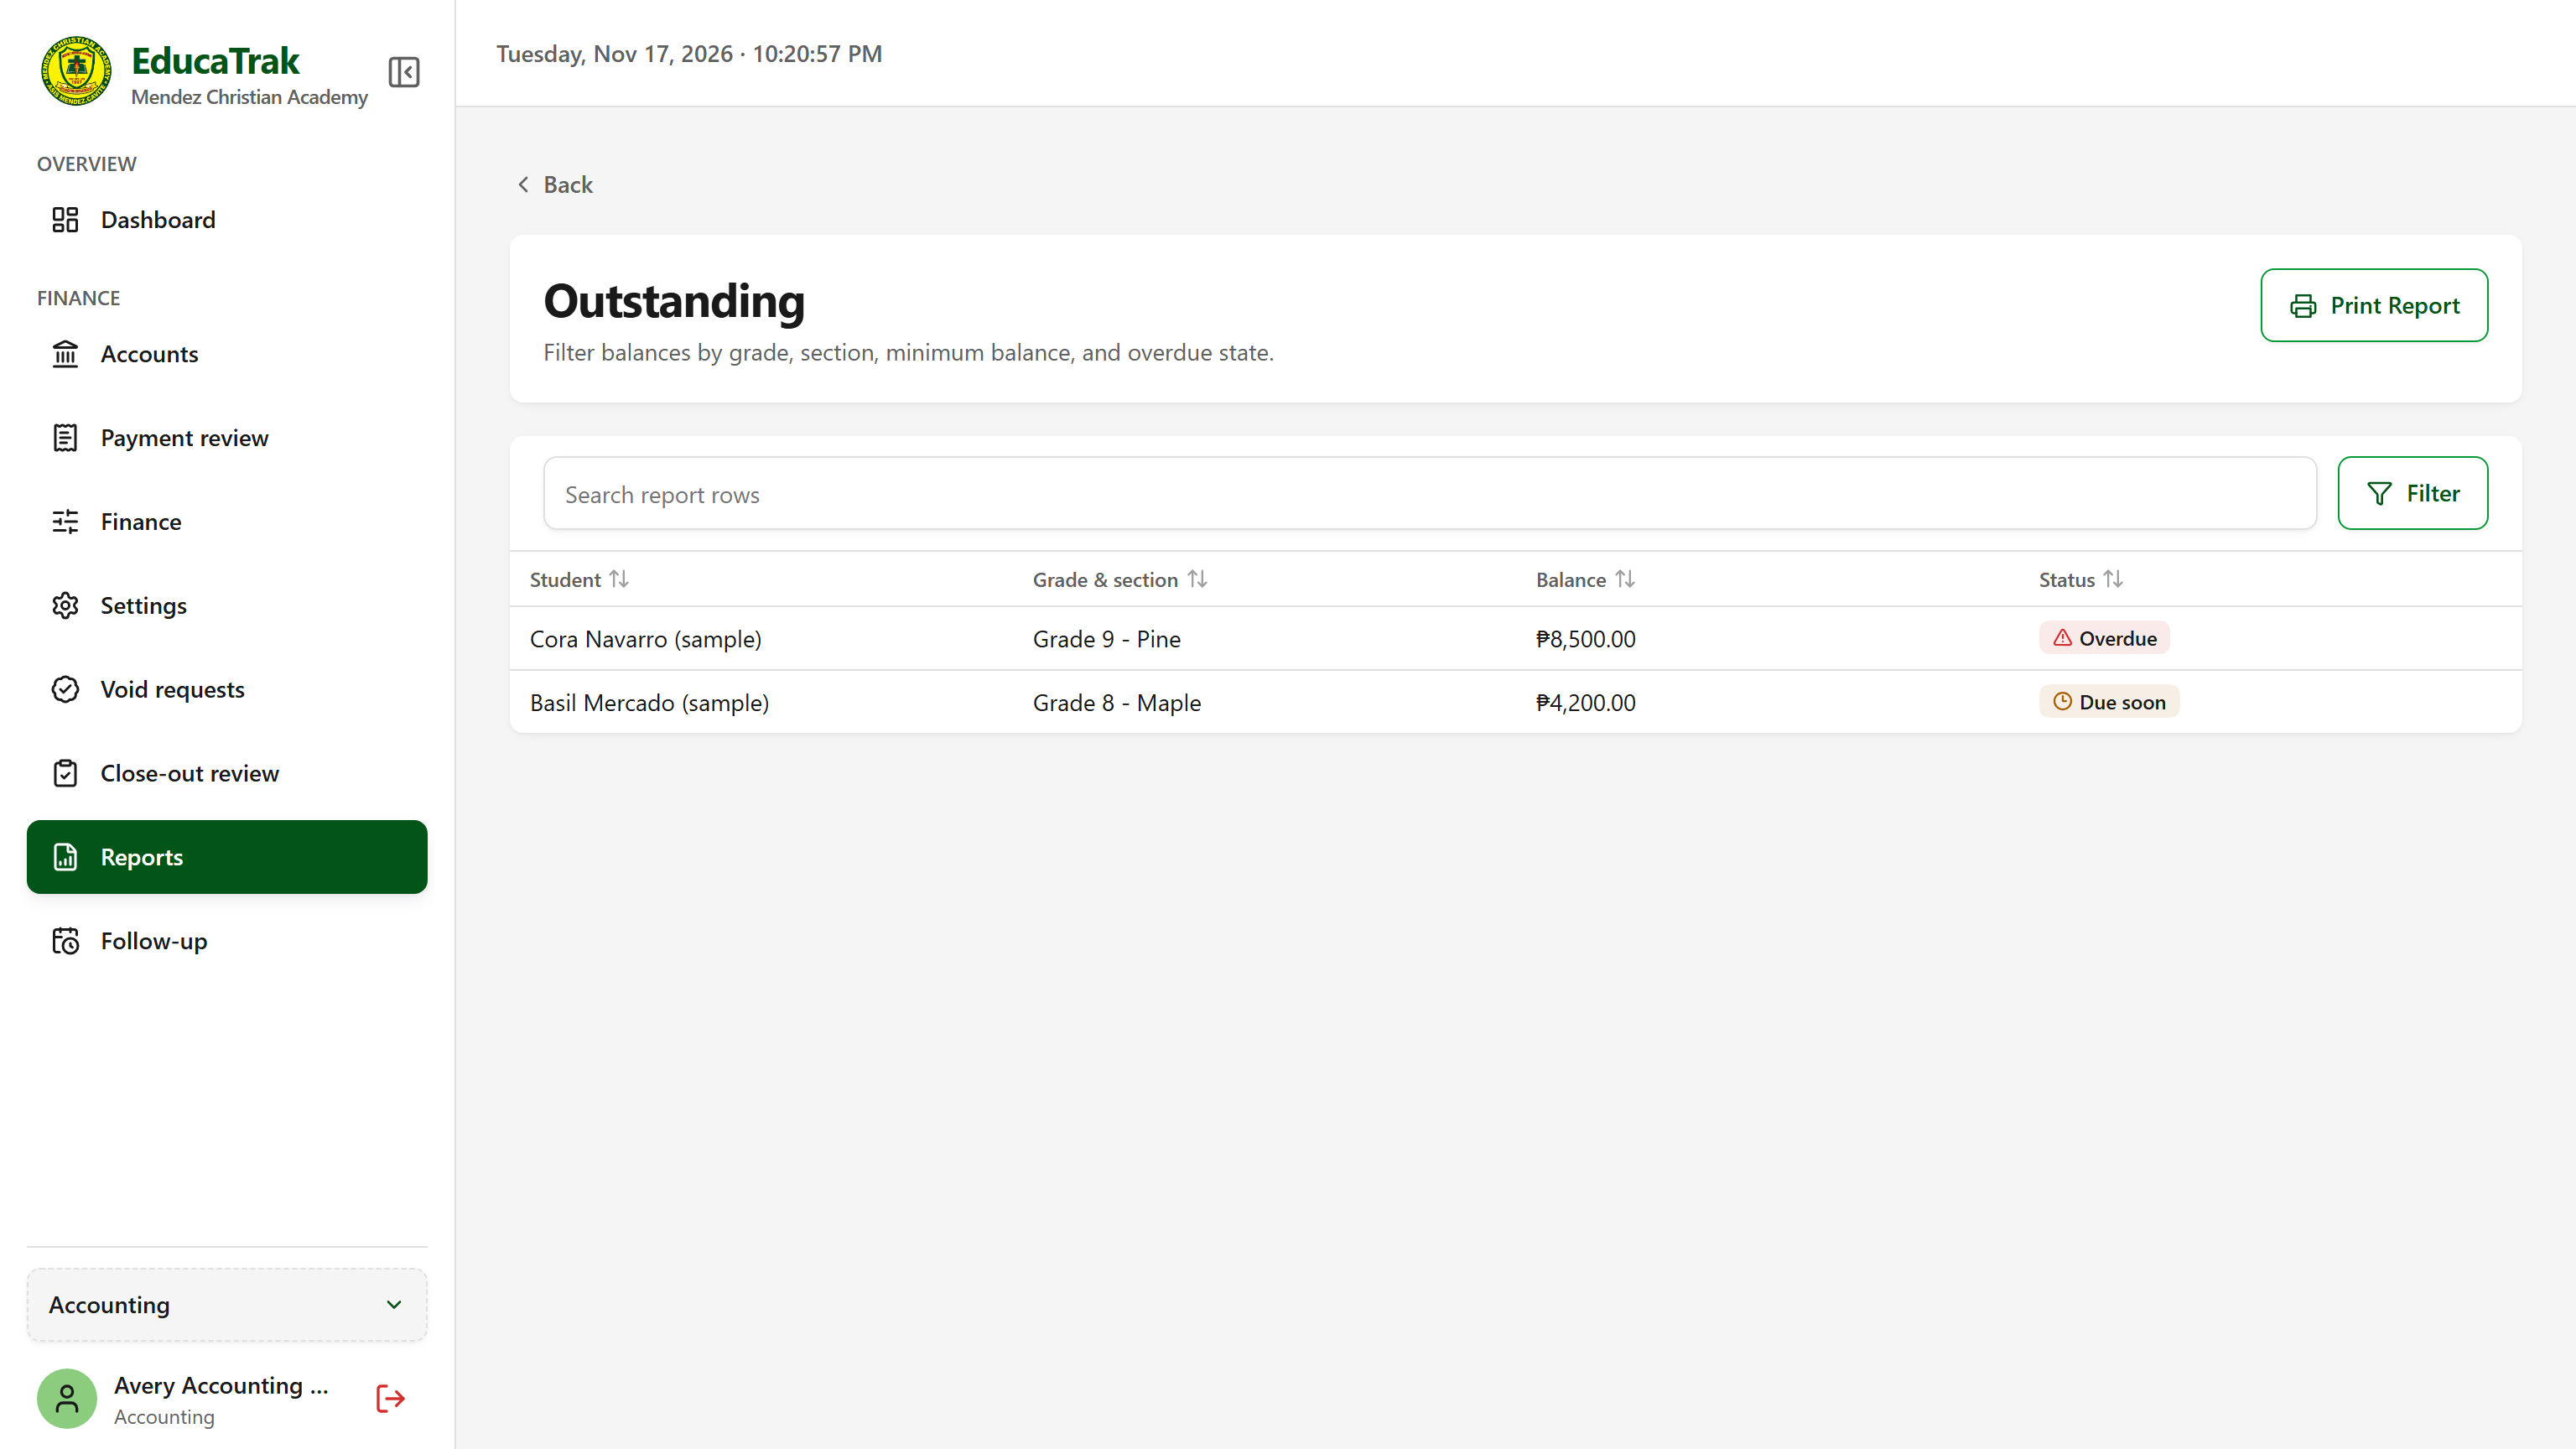 EducaTrak
Mendez Christian Academy
OVERVIEW
Dashboard
FINANCE
Accounts
Payment review
Finance
Settings
Void requests
Close-out review
Reports
Follow-up
Accounting
Avery Accounting ...
Accounting
Tuesday, Nov 17, 2026 · 10:20:57 PM
Back
Outstanding
Filter balances by grade, section, minimum balance, and overdue state.
Print Report
Search report rows
Filter
Student Grade & section Balance Status
Cora Navarro (sample) Grade 9 - Pine ₱8,500.00 Overdue
Basil Mercado (sample) Grade 8 - Maple ₱4,200.00 Due soon